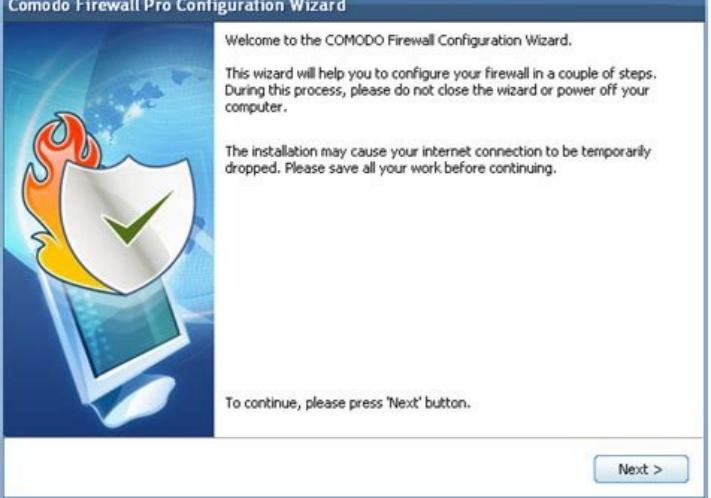 Comodo Firewall Pro Configuration Wizard
Welcome to the COMODO Firewall Configuration Wizard.
This wizard will help you to configure your firewall in a couple of steps.
During this process, please do not close the wizard or power off your
computer.
The installation may cause your internet connection to be temporarily
dropped. Please save all your work before continuing.
To continue, please press 'Next' button.
Next >